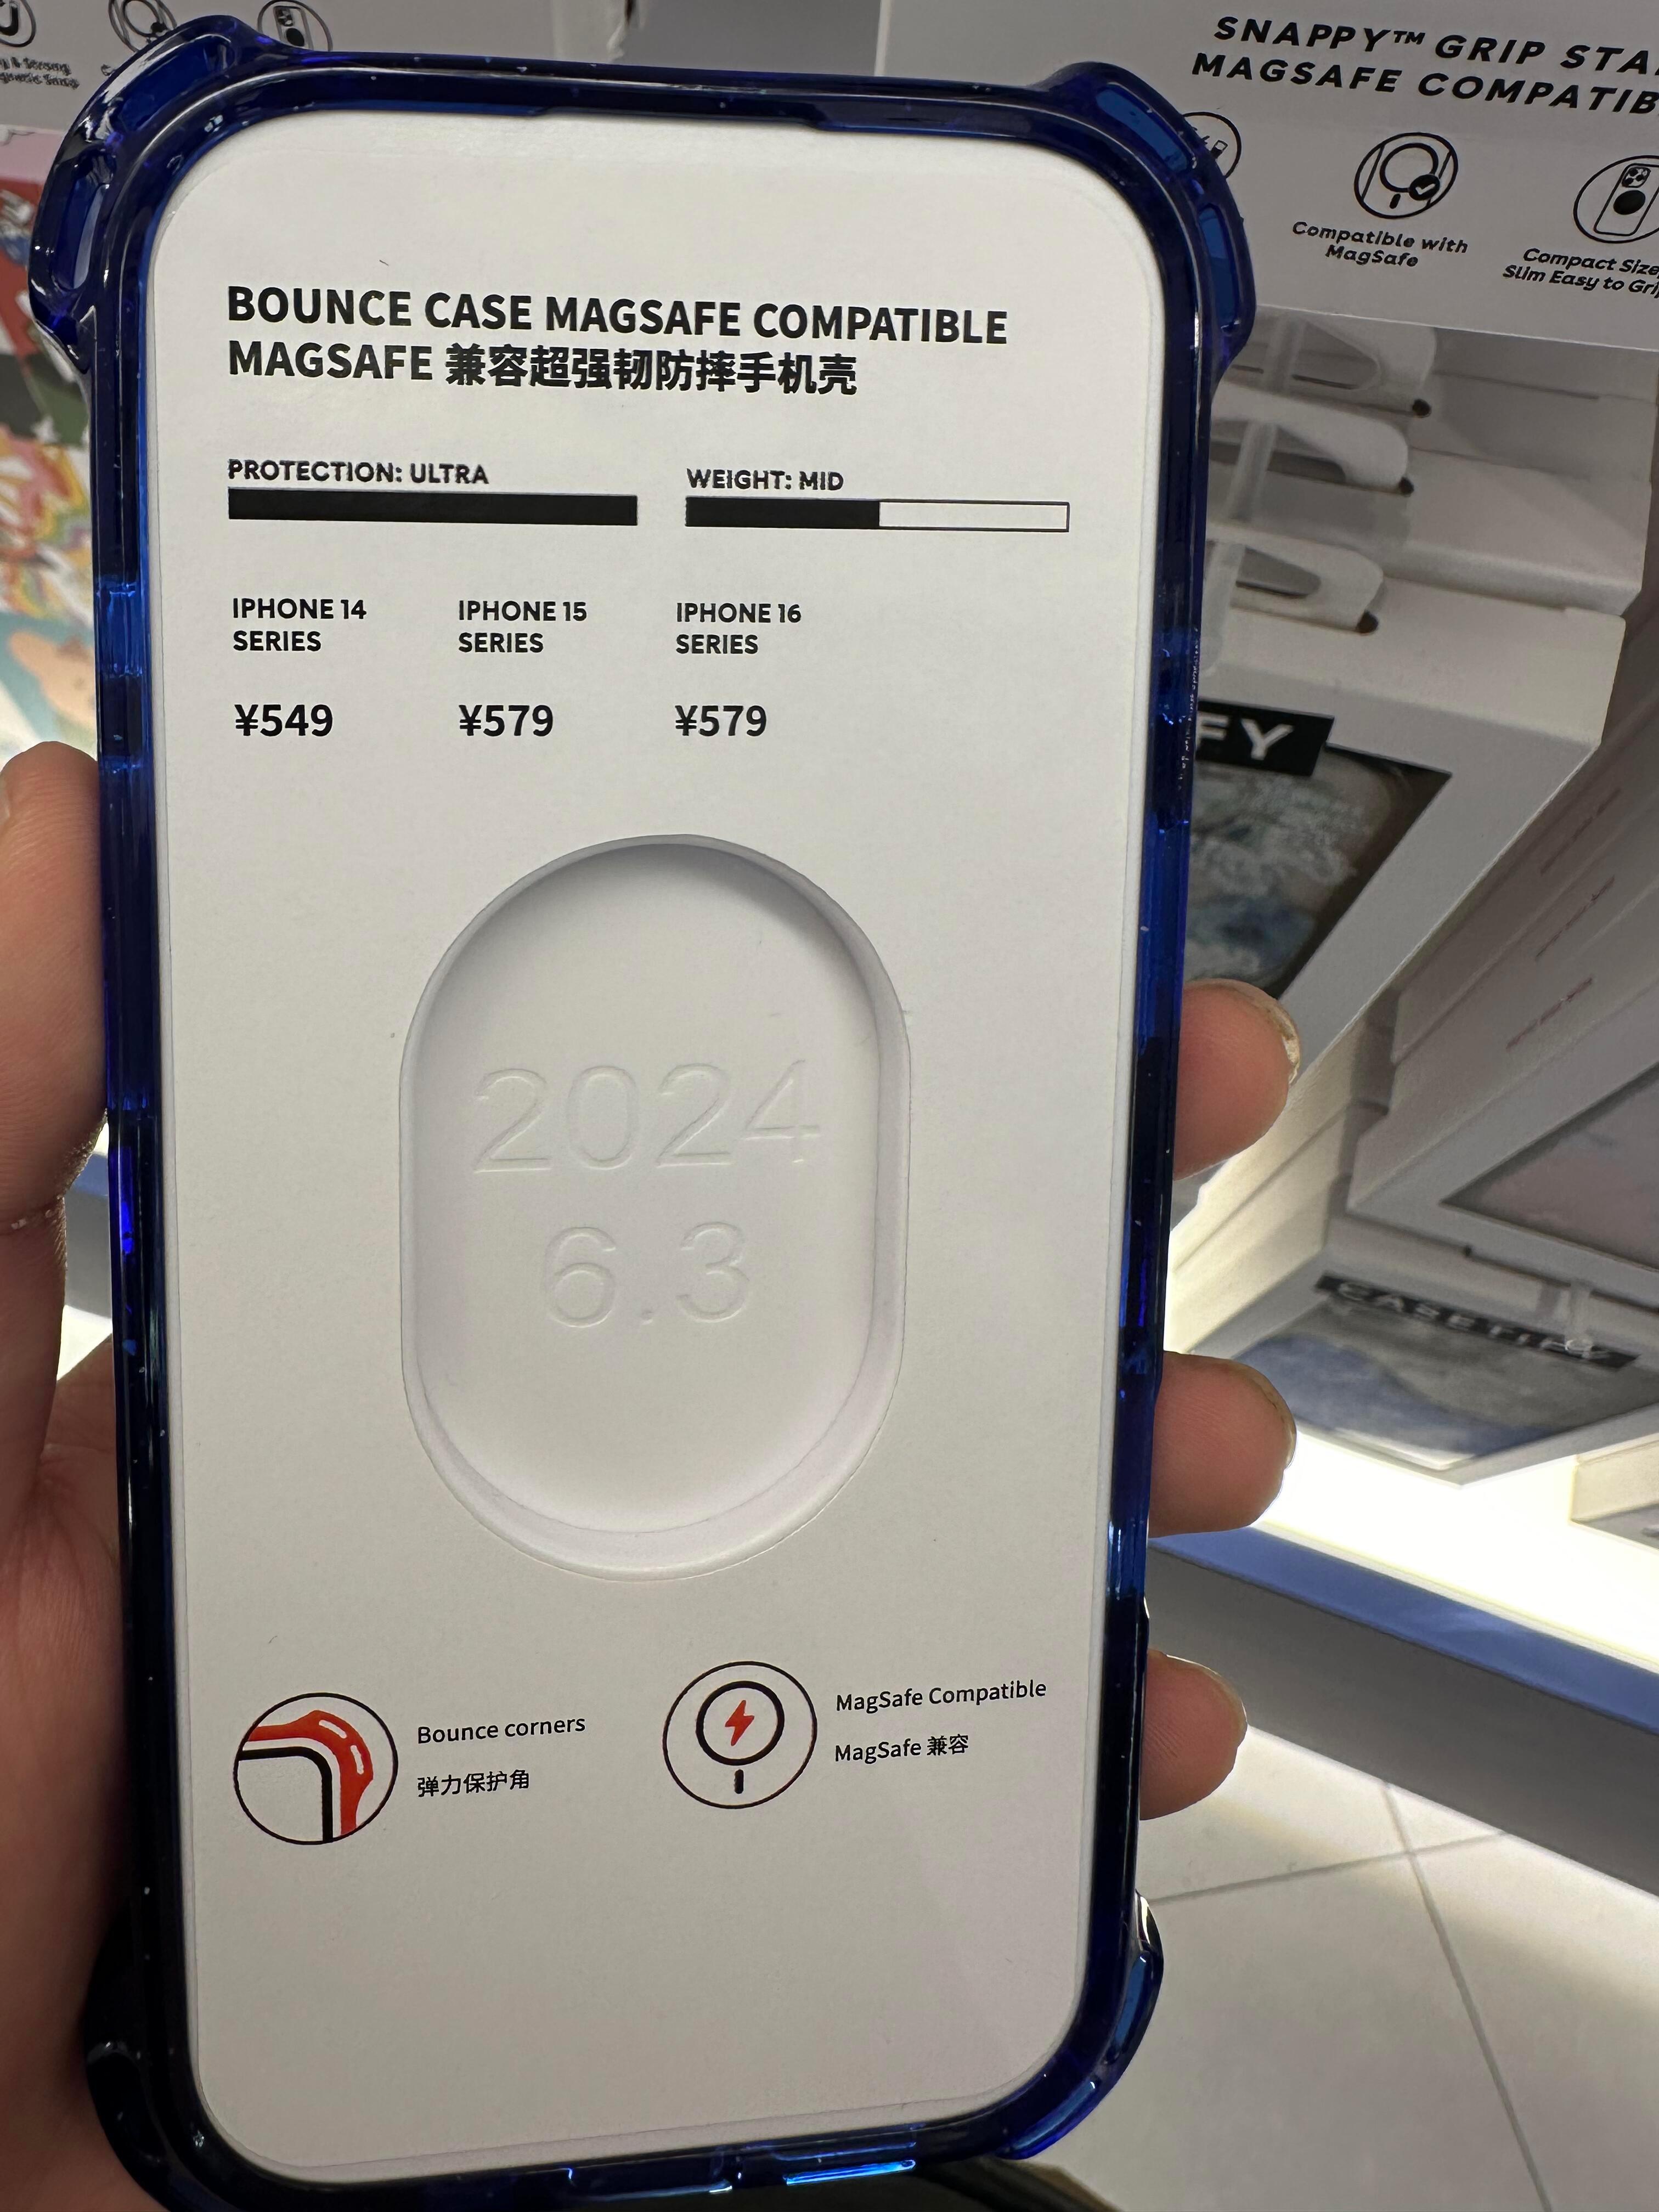 BOUNCE CASE MAGSAFE COMPATIBLE
MAGSAFE 兼容超强韧防摔手机壳
PROTECTION: ULTRA
WEIGHT: MID
IPHONE 14
SERIES
IPHONE 15
SERIES
IPHONE 16
SERIES
¥549
¥579
¥579
2024
6.3
Bounce corners
弹力保护角
MagSafe Compatible
MagSafe 兼容
SNAPPY™ GRIP
MAGSAFE
Compatible with
MagSafe
Compact Size
Slim Easy to
CASETIFY